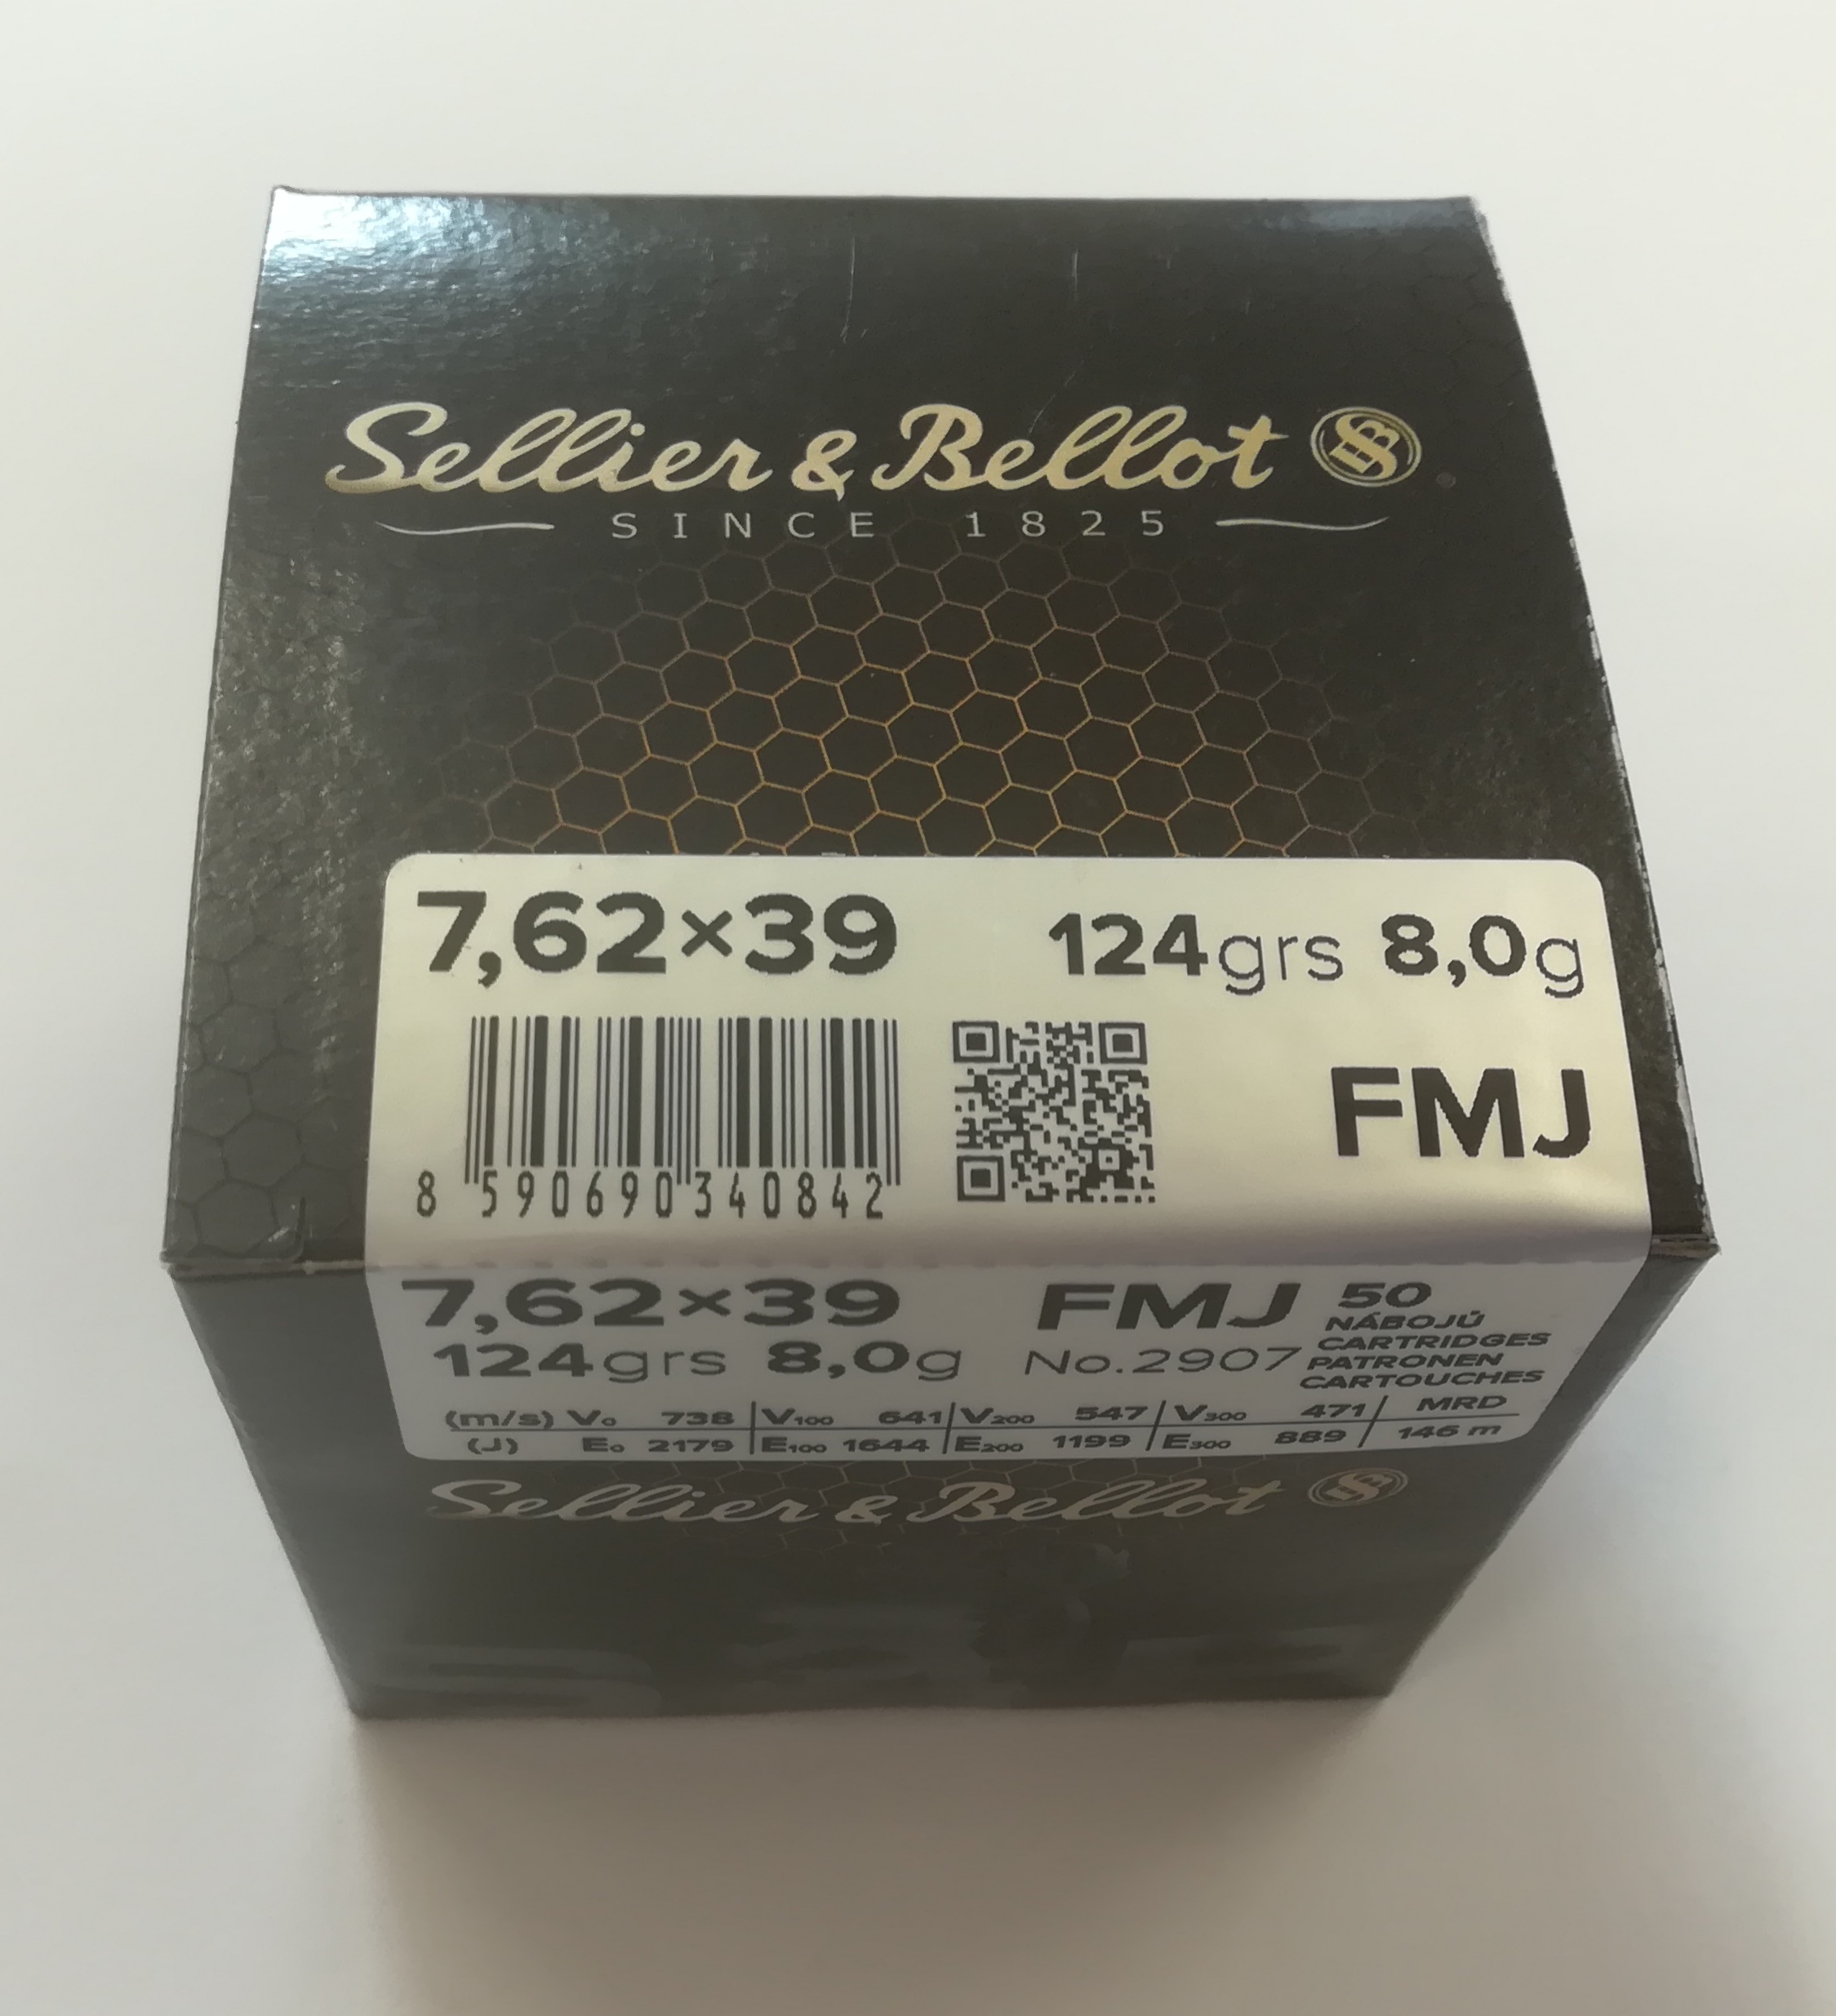 Sellier & Bellot SB
SINCE 1825
7,62×39 124grs 8,0g
FMJ
8 590690 340842
7,62×39 FMJ 50
NÁBOJŮ
124grs 8,0g No.2907 CARTRIDGES
PATRONEN
CARTOUCHES
(m/s) V₀ 738 V₁₀₀ 641 V₂₀₀ 547 V₃₀₀ 471 MRD
(J) E₀ 2179 E₁₀₀ 1644 E₂₀₀ 1199 E₃₀₀ 889 146 m
Sellier & Bellot SB